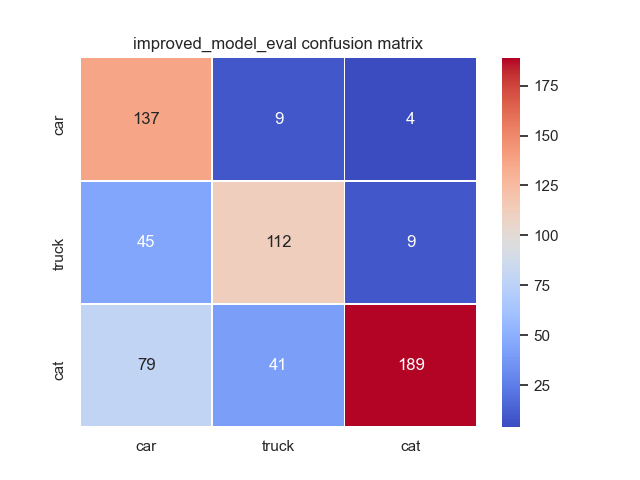 improved_model_eval confusion matrix
car 137 9 4
truck 45 112 9
cat 79 41 189
car truck cat
175
150
125
100
75
50
25